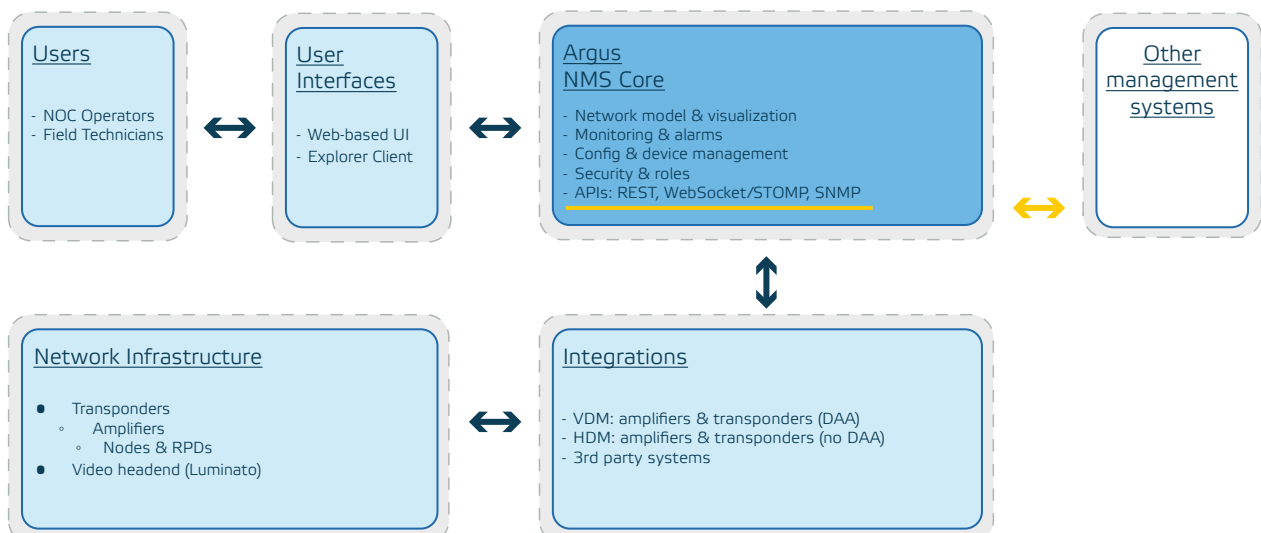 Users
- NOC Operators
- Field Technicians
User
Interfaces
- Web-based UI
- Explorer Client
Argus
NMS Core
- Network model & visualization
- Monitoring & alarms
- Config & device management
- Security & roles
- APIs: REST, WebSocket/STOMP, SNMP
Other
management
systems
Network Infrastructure
• Transponders
◦ Amplifiers
◦ Nodes & RPDs
• Video headend (Luminato)
Integrations
- VDM: amplifiers & transponders (DAA)
- HDM: amplifiers & transponders (no DAA)
- 3rd party systems